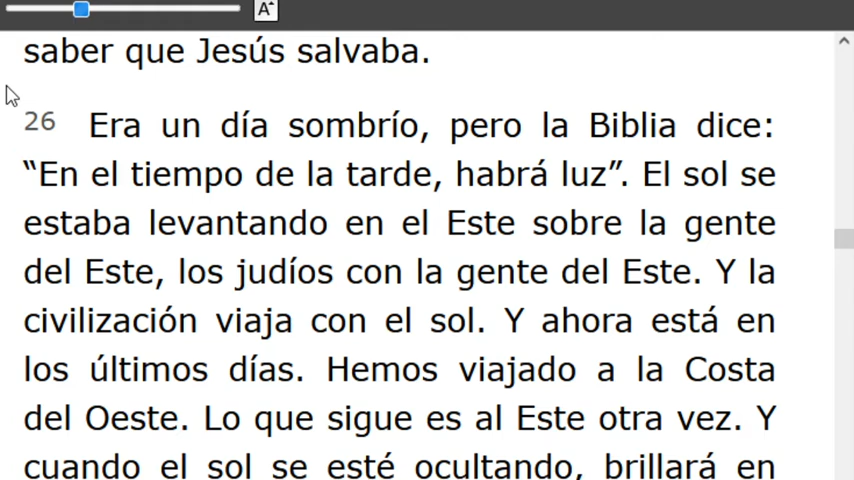 A
saber que Jesús salvaba.
26 Era un día sombrío, pero la Biblia dice:
“En el tiempo de la tarde, habrá luz”. El sol se
estaba levantando en el Este sobre la gente
del Este, los judíos con la gente del Este. Y la
civilización viaja con el sol. Y ahora está en
los últimos días. Hemos viajado a la Costa
del Oeste. Lo que sigue es al Este otra vez. Y
cuando el sol se esté ocultando, brillará en